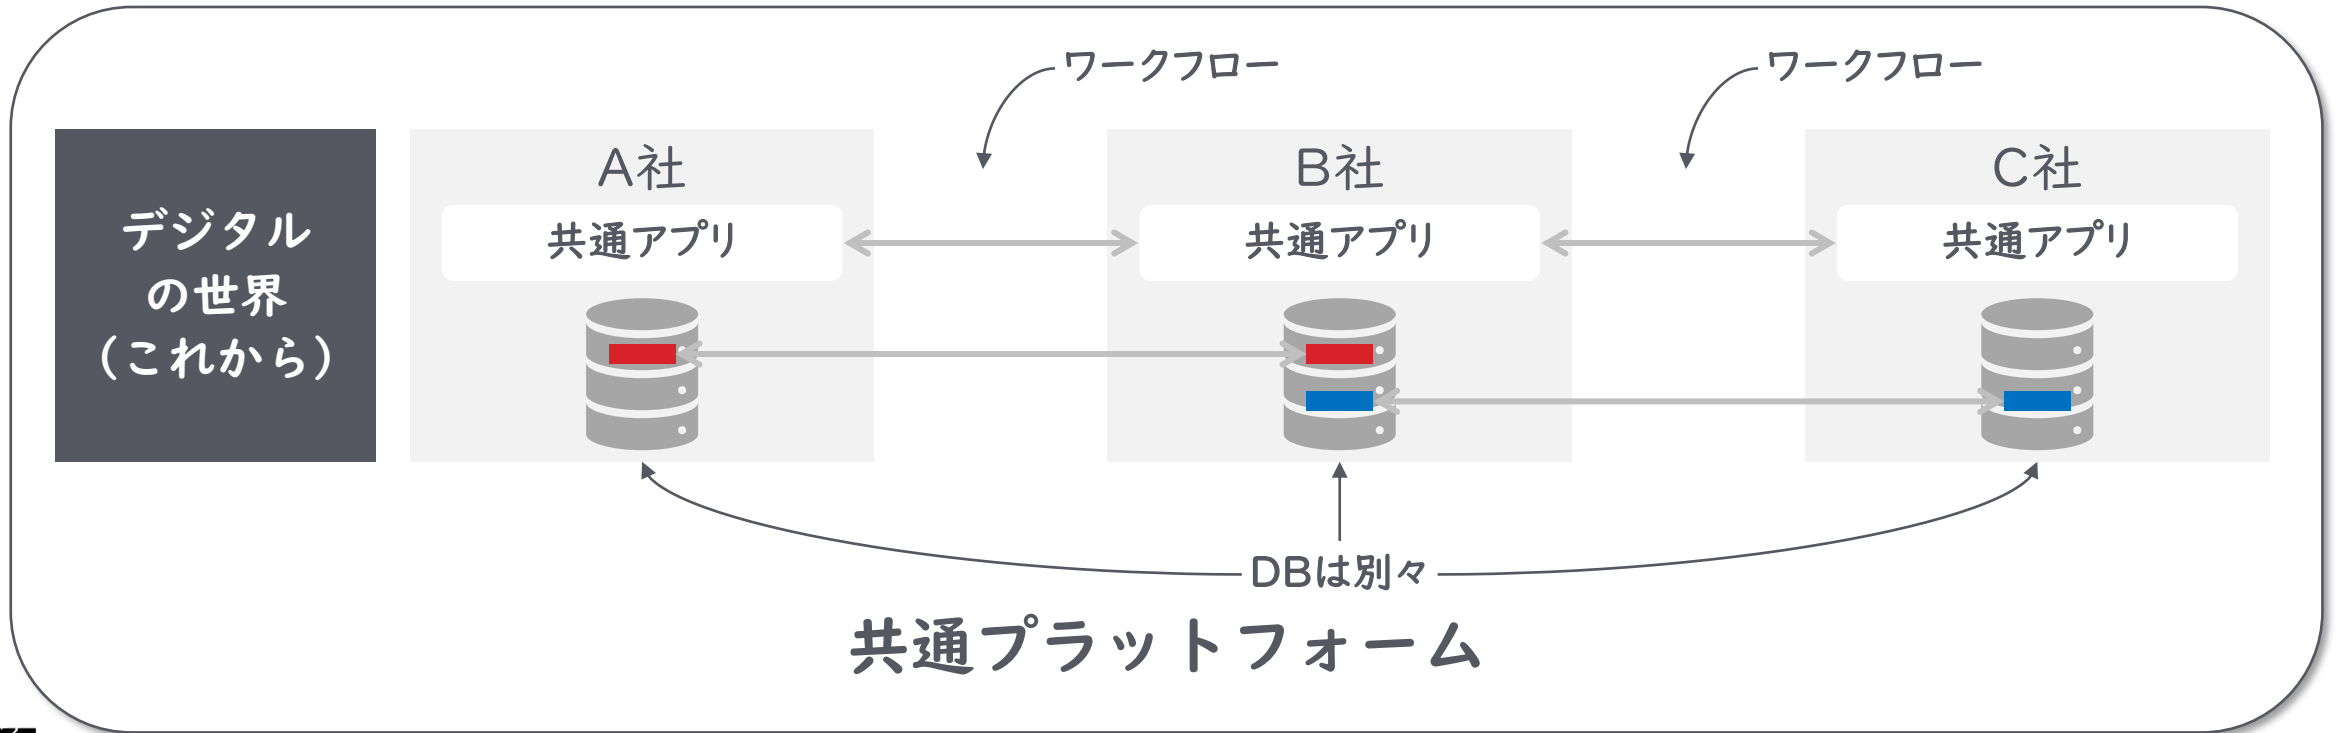 ワークフロー
ワークフロー
デジタル
の世界
（これから）
A社
共通アプリ
B社
共通アプリ
C社
共通アプリ
DBは別々
共通プラットフォーム